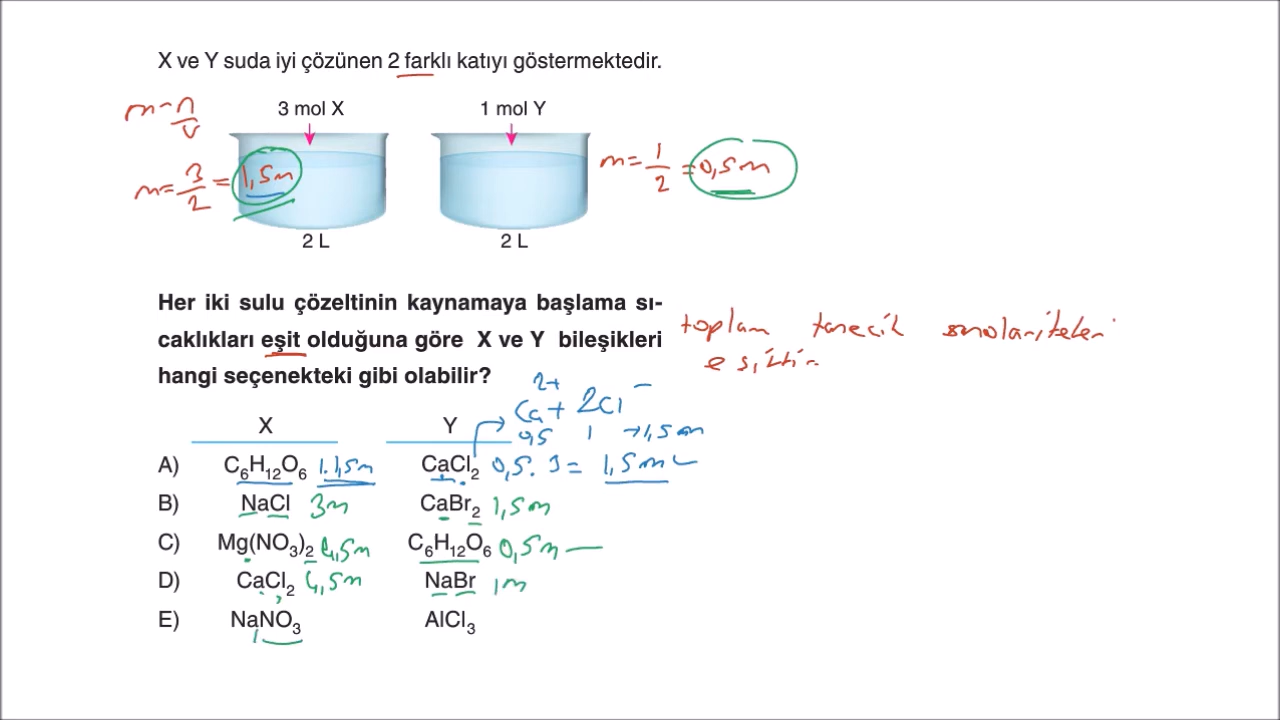 X ve Y suda iyi çözünen 2 farklı katıyı göstermektedir.
m = n/v
3 mol X
1 mol Y
m = 3/2 = 1,5m
m = 1/2 = 0,5m
2 L
2 L
Her iki sulu çözeltinin kaynamaya başlama sı-
caklıkları eşit olduğuna göre X ve Y bileşikleri
hangi seçenekteki gibi olabilir?
toplam tanecik molariteleri
eşittir
Ca²⁺ + 2Cl⁻
0,5 1 → 1,5m
X Y
A) C₆H₁₂O₆ 1.1,5m CaCl₂ 0,5. 3 = 1,5m
B) NaCl 3m CaBr₂ 1,5m
C) Mg(NO₃)₂ 4,5m C₆H₁₂O₆ 0,5m
D) CaCl₂ 4,5m NaBr 1m
E) NaNO₃ AlCl₃